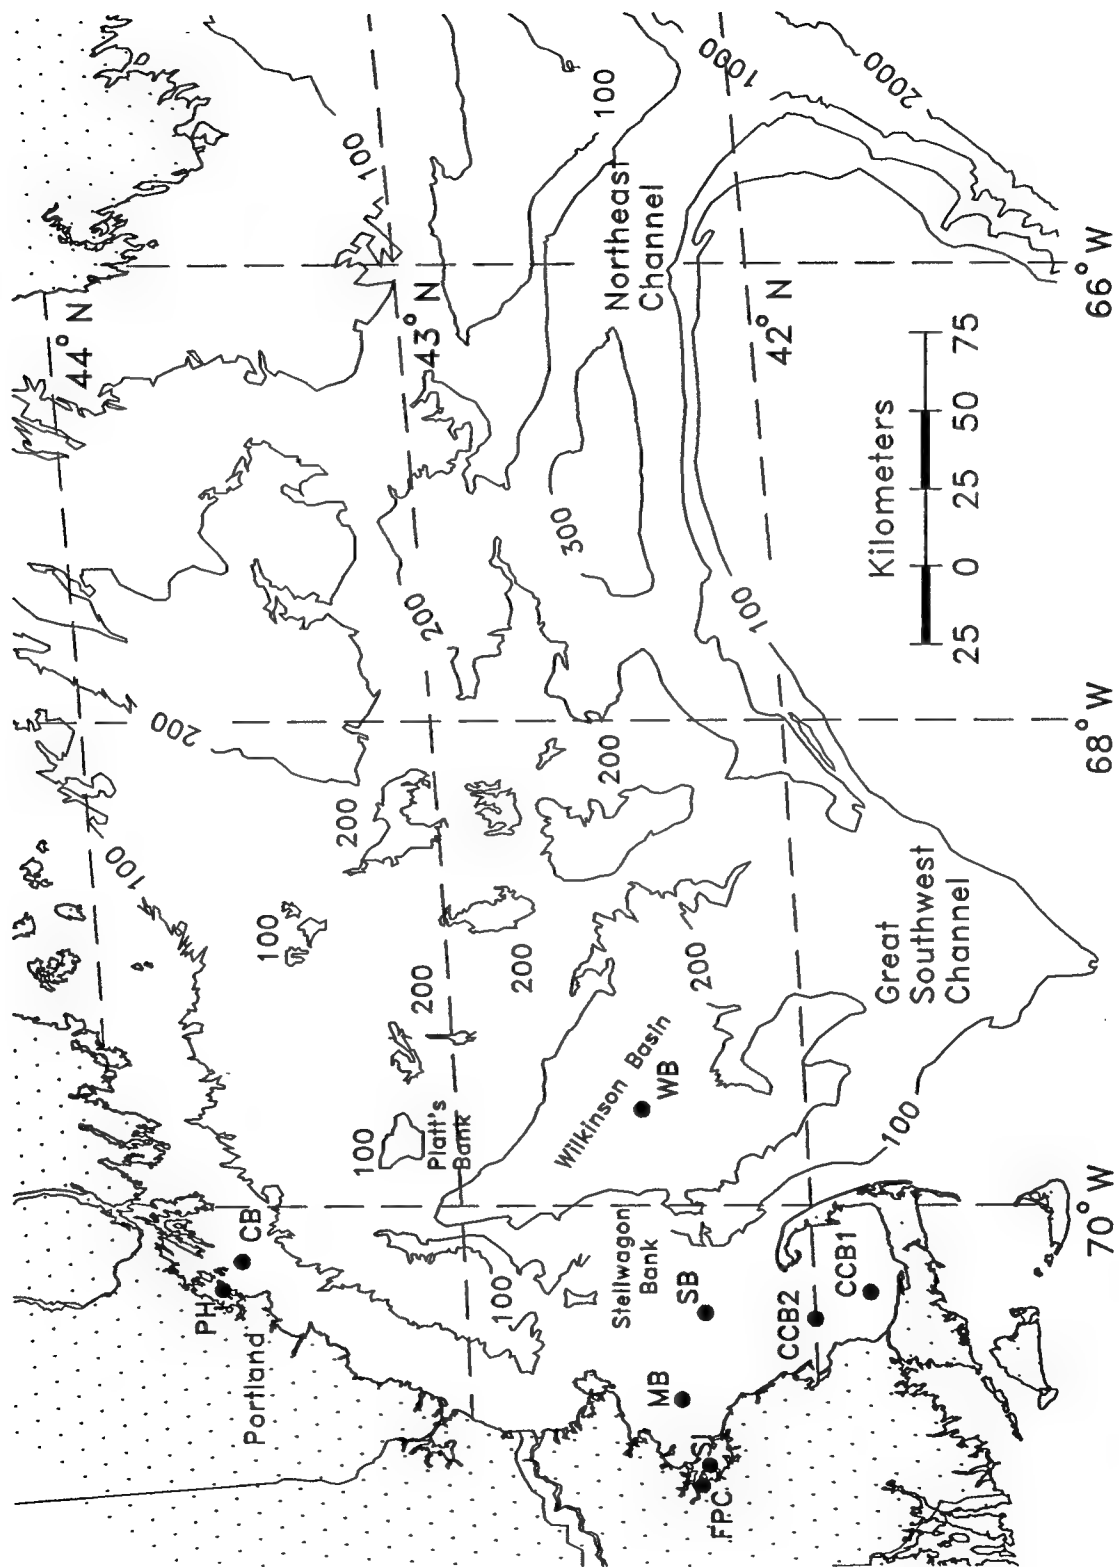 44° N
43° N
42° N
66° W
68° W
70° W
100
1000
2000
100
100
Northeast
Channel
300
200
200
100
200
200
100
100
200
200
200
100
Platt's
Bank
Wilkinson Basin
WB
Great
Southwest
Channel
100
Kilometers
25 0 25 50 75
CB
PH
Portland
100
Stellwagon
Bank
SB
MB
SI
FPC
CCB2
CCB1